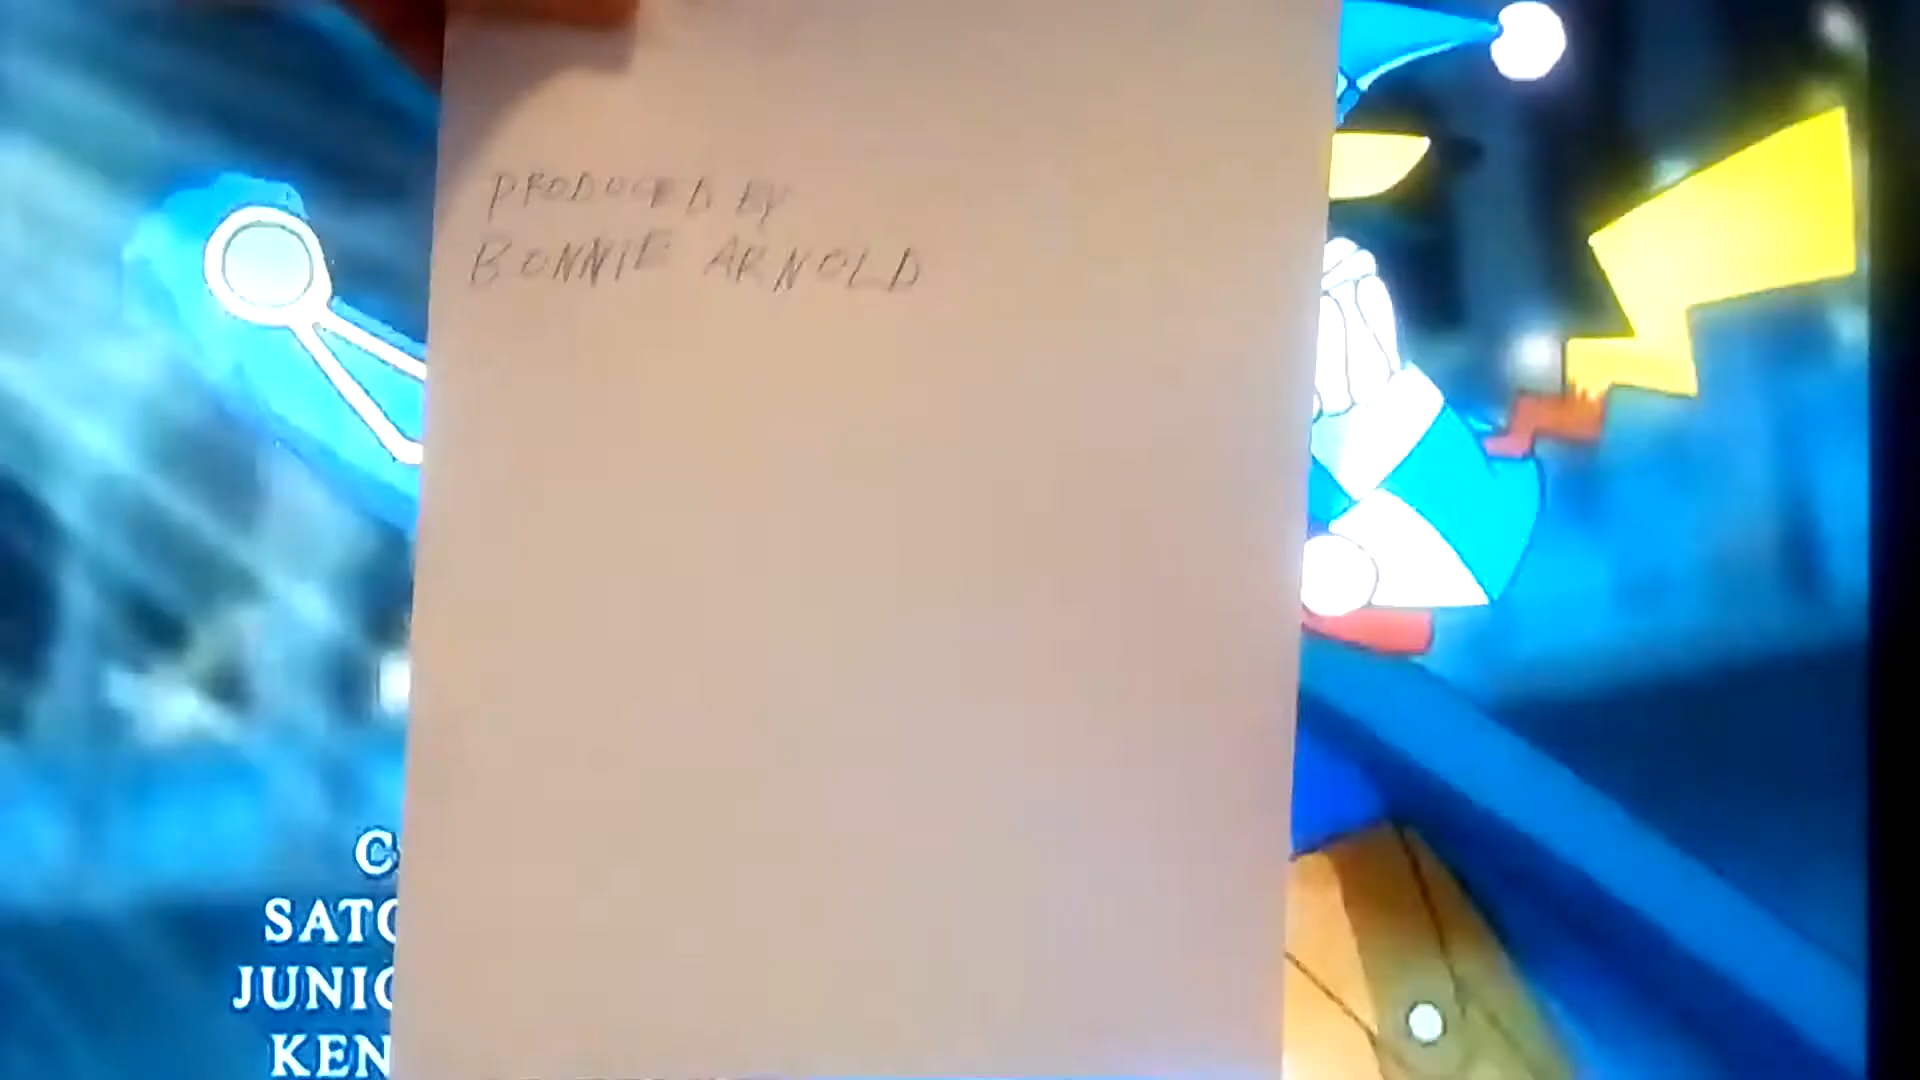 PRODUCED BY
BONNIE ARNOLD
C
SATO
JUNIC
KEN